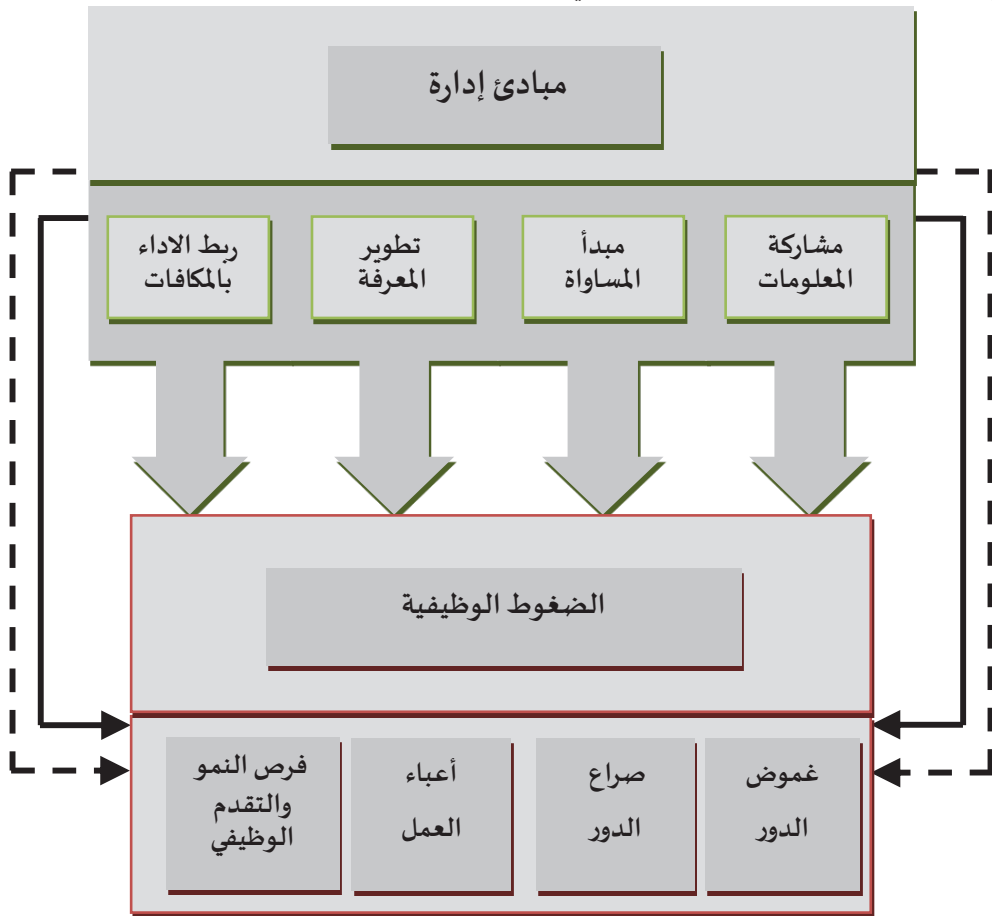 مبادئ إدارة
مشاركة
المعلومات
مبدأ
المساواة
تطوير
المعرفة
ربط الاداء
بالمكافات
الضغوط الوظيفية
غموض
الدور
صراع
الدور
أعباء
العمل
فرص النمو
والتقدم
الوظيفي